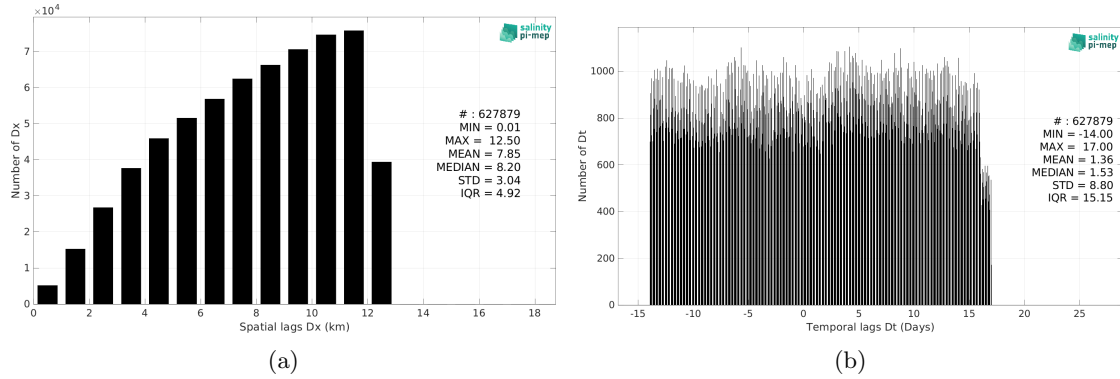 ×10⁴
7
6
5
4
3
2
1
0
Number of Dx
0 2 4 6 8 10 12 14 16 18
Spatial lags Dx (km)
salinity
pi-mep
# : 627879
MIN = 0.01
MAX = 12.50
MEAN = 7.85
MEDIAN = 8.20
STD = 3.04
IQR = 4.92
(a)
1000
800
600
400
200
0
Number of Dt
-15 -10 -5 0 5 10 15 20 25
Temporal lags Dt (Days)
salinity
pi-mep
# : 627879
MIN = -14.00
MAX = 17.00
MEAN = 1.36
MEDIAN = 1.53
STD = 8.80
IQR = 15.15
(b)